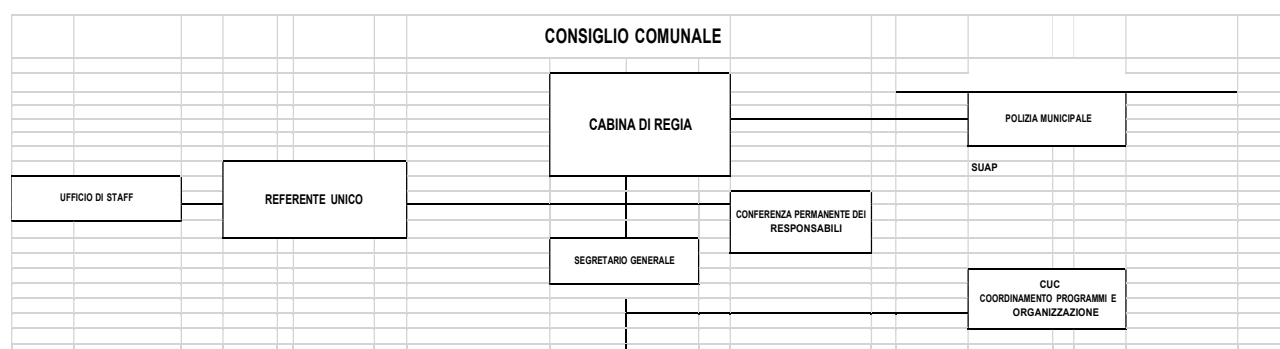 CONSIGLIO COMUNALE
CABINA DI REGIA
POLIZIA MUNICIPALE
SUAP
UFFICIO DI STAFF
REFERENTE UNICO
CONFERENZA PERMANENTE DEI
RESPONSABILI
SEGRETARIO GENERALE
CUC
COORDINAMENTO PROGRAMMI E
ORGANIZZAZIONE